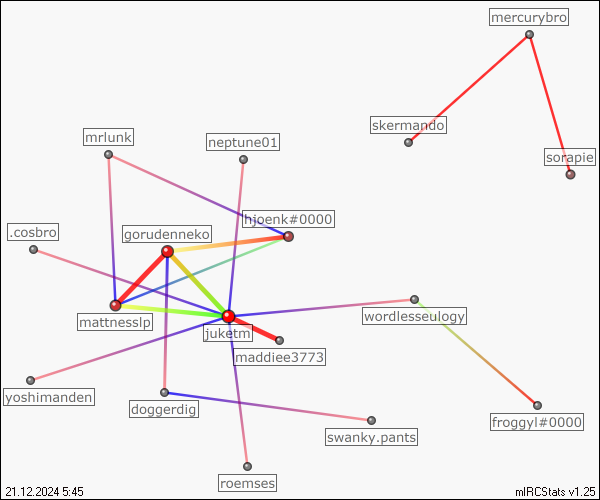 mercurybro
skermando
mrlunk
neptune01
sorapie
hjoenk#0000
.cosbro
gorudenneko
wordlesseulogy
mattnesslp
juketm
maddiee3773
yoshimanden
doggerdig
froggyl#0000
swanky.pants
roemses
21.12.2024 5:45
mIRCStats v1.25